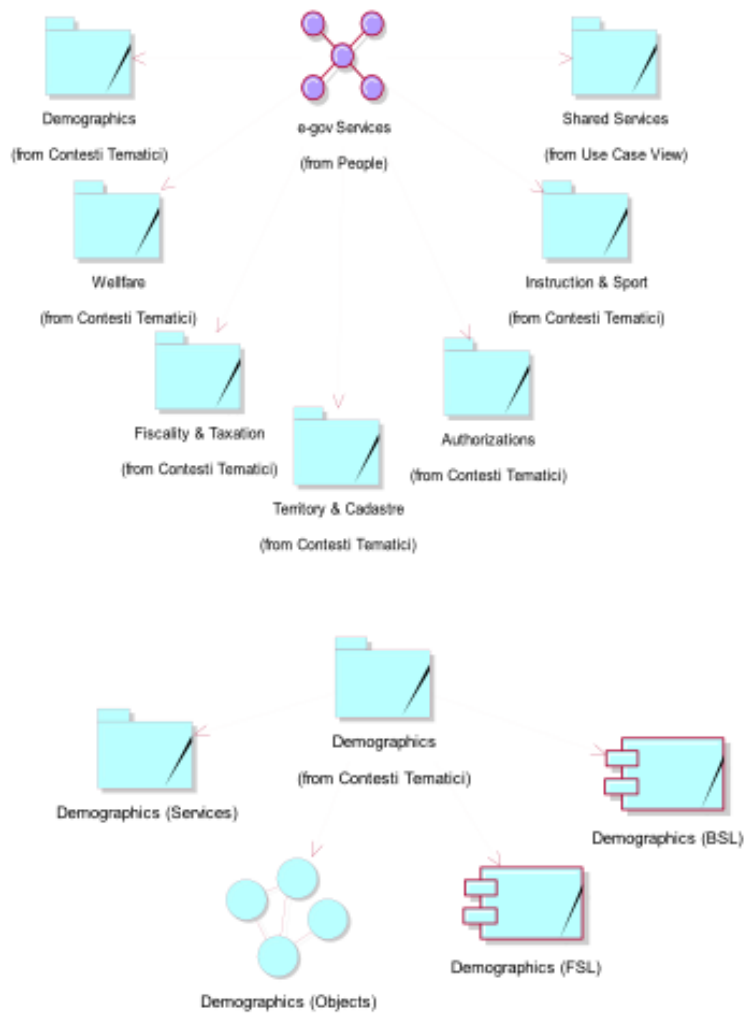 Demographics
(from Contesti Tematici)
e-gov Services
(from People)
Shared Services
(from Use Case View)
Wellfare
(from Contesti Tematici)
Instruction & Sport
(from Contesti Tematici)
Fiscality & Taxation
(from Contesti Tematici)
Authorizations
(from Contesti Tematici)
Territory & Cadastre
(from Contesti Tematici)
Demographics
(from Contesti Tematici)
Demographics (Services)
Demographics (BSL)
Demographics (FSL)
Demographics (Objects)